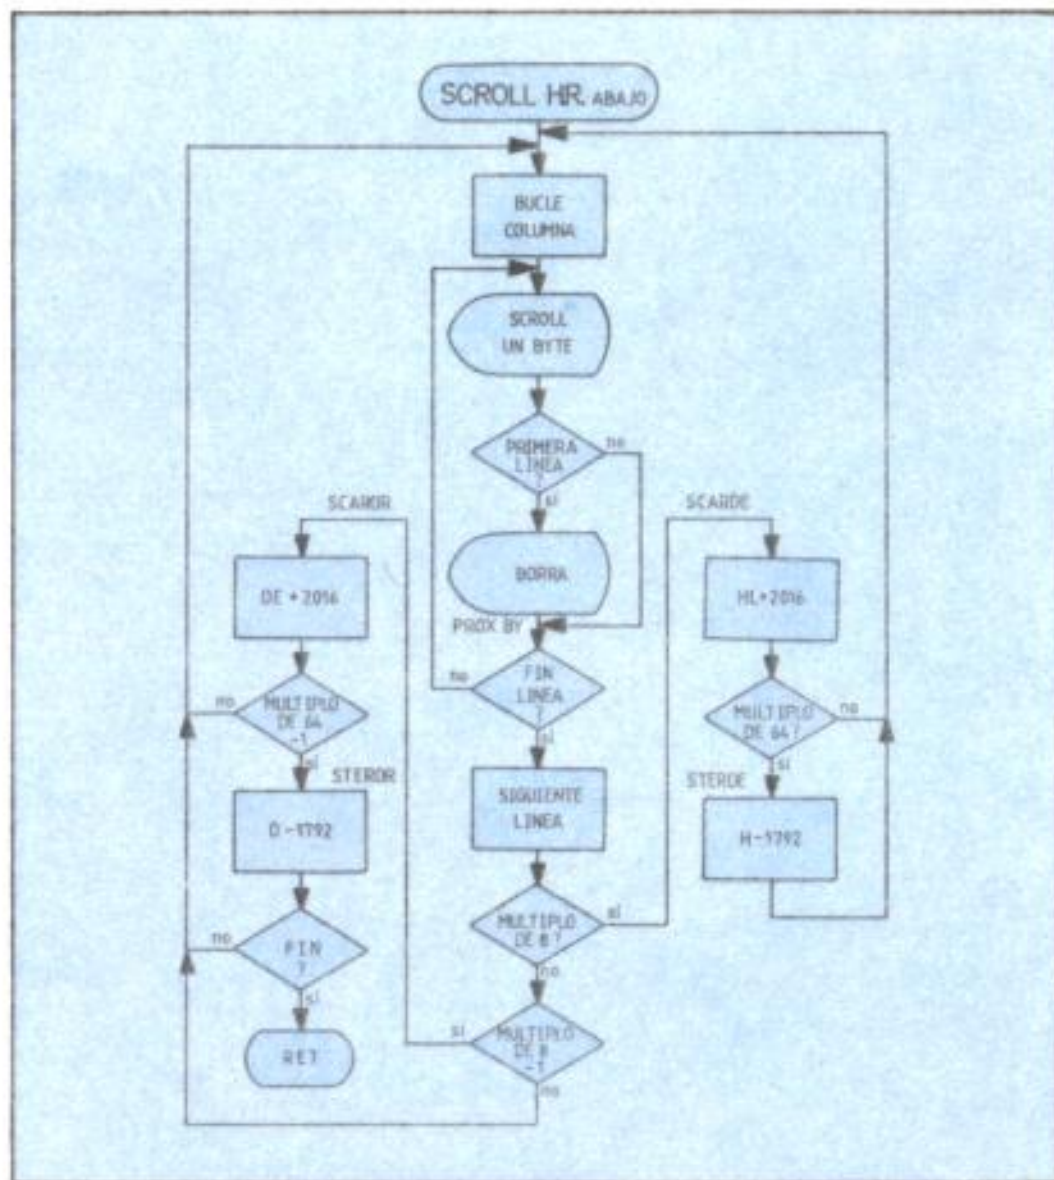 SCROLL HR. ABAJO
BUCLE
COLUMNA
SCROLL
UN BYTE
PRIMERA
LINEA
?
no
si
SCAROR
SCARDE
BORRA
DE + 2016
HL+2016
PROX BY
no
FIN
LINEA
?
si
no
MULTIPLO
DE 64
-1
si
MULTIPLO
DE 64?
no
si
STEROR
STERDE
SIGUIENTE
LINEA
D-1792
H-1792
MULTIPLO
DE 8?
si
no
no
FIN
?
si
si
MULTIPLO
DE 8
-1
no
RET